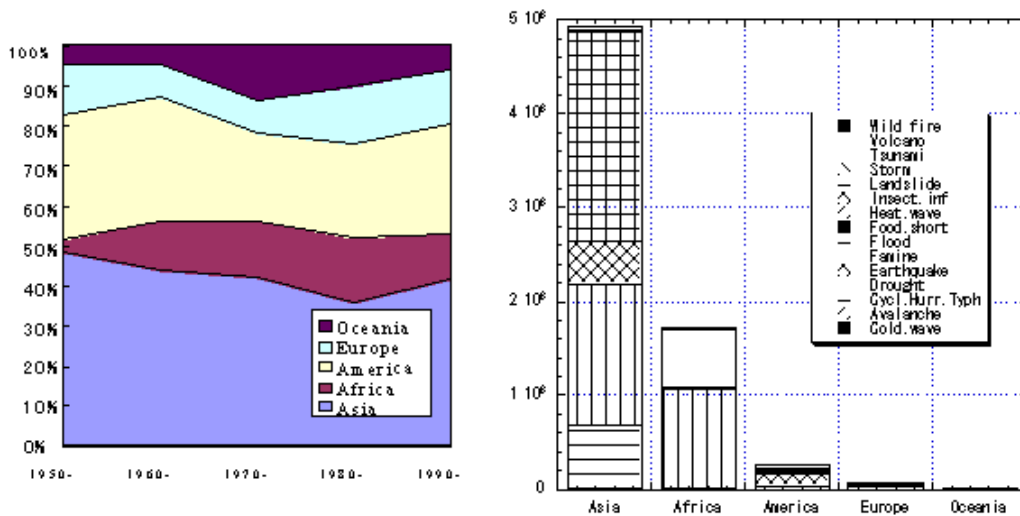 100%
90%
80%
70%
60%
50%
40%
30%
20%
10%
0%
1950-
1960-
1970-
1980-
1990-
Oceania
Europe
America
Africa
Asia
5 10⁶
4 10⁶
3 10⁶
2 10⁶
1 10⁶
0
Wild fire
Volcano
Tsunami
Storm
Landslide
Insect.inf
Heat.wave
Food.short
Flood
Famine
Earthquake
Drought
Cycl.Hurr.Typh
Avalanche
Cold.wave
Asia
Africa
America
Europe
Oceania